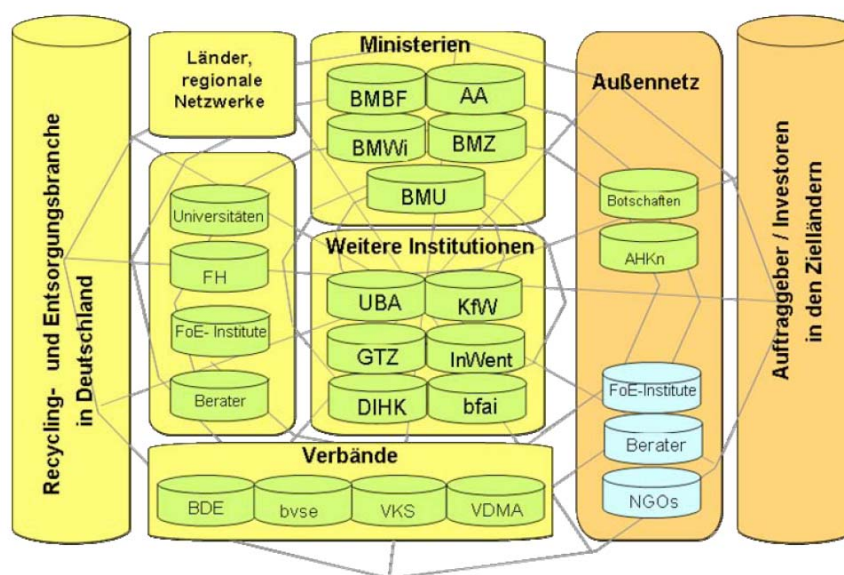 Recycling- und Entsorgungsbranche
in Deutschland
Länder,
regionale
Netzwerke
Universitäten
FH
FoE- Institute
Berater
Ministerien
BMBF
AA
BMWi
BMZ
BMU
Weitere Institutionen
UBA
KfW
GTZ
InWent
DIHK
bfai
Verbände
BDE
bvse
VKS
VDMA
Außennetz
Botschaften
AHKn
FoE-Institute
Berater
NGOs
Auftraggeber / Investoren
in den Zielländern